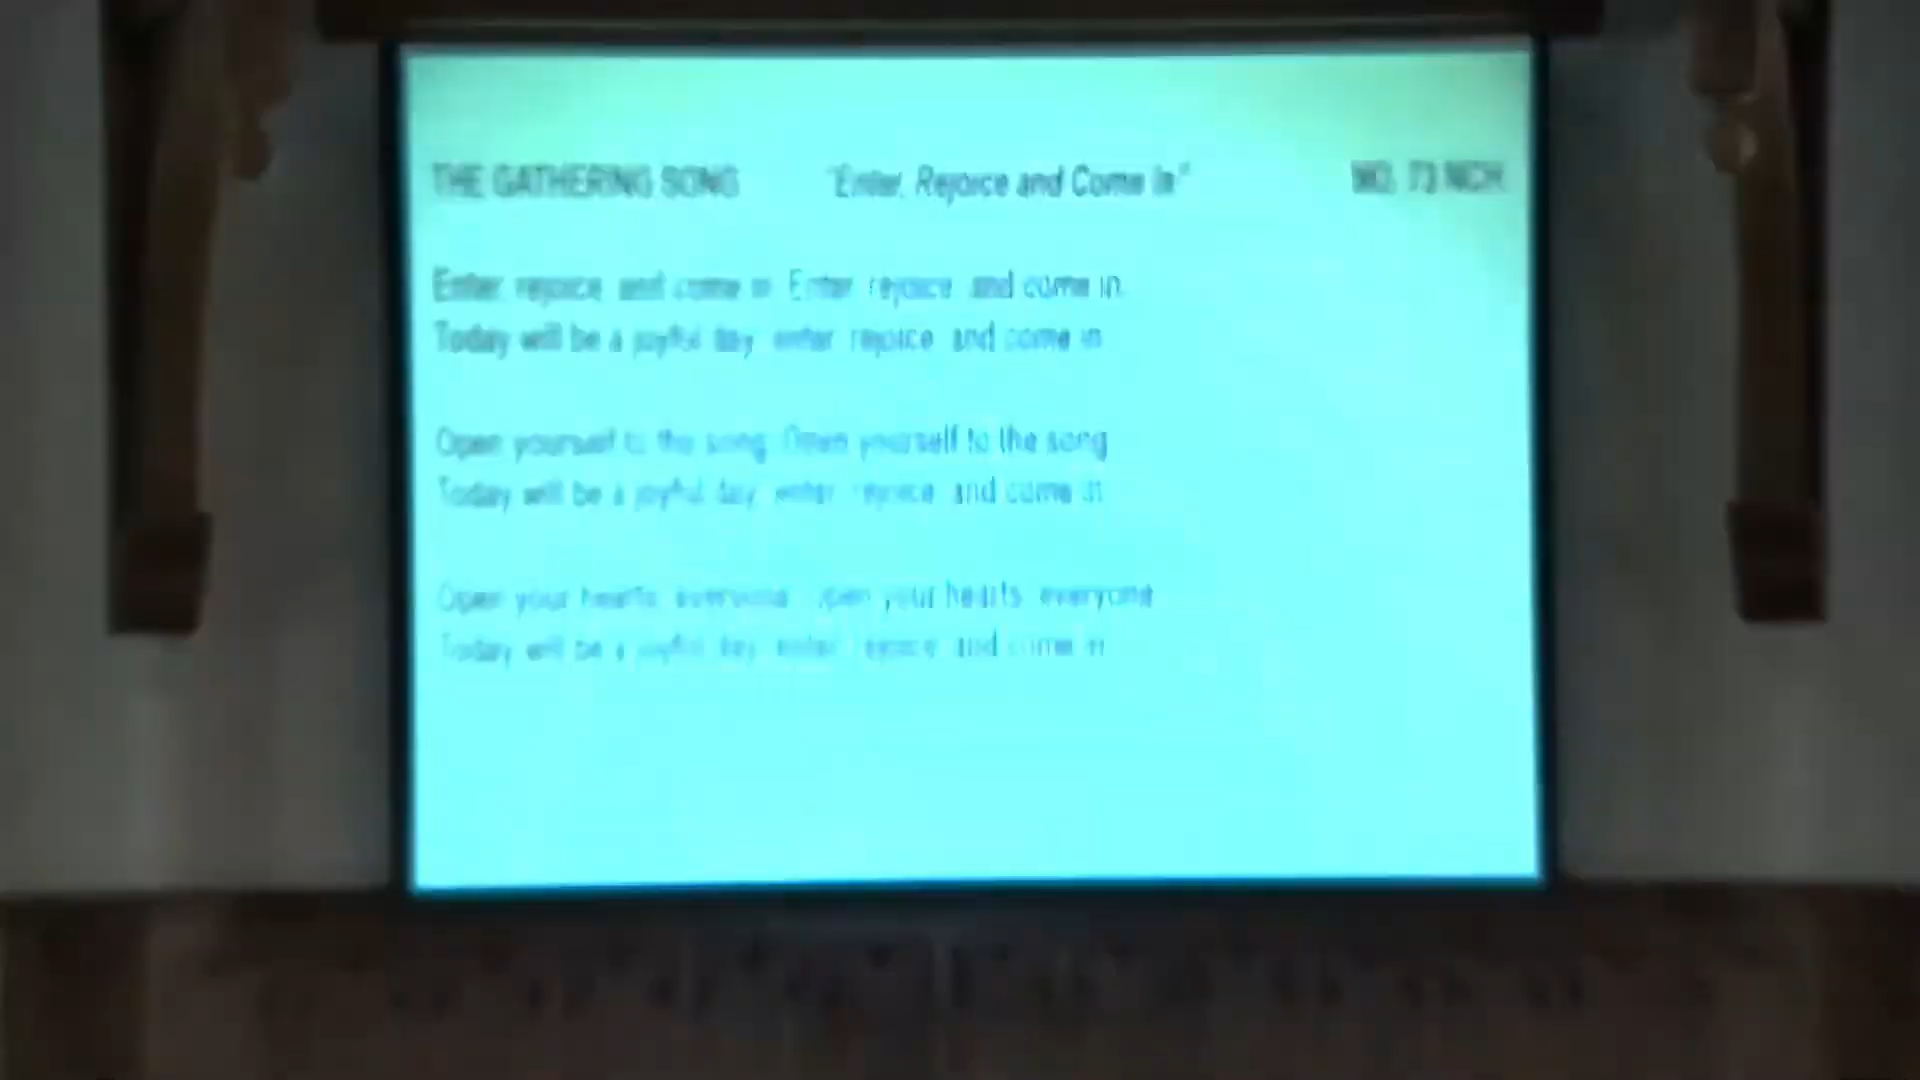 THE GATHERING SONG "Enter, Rejoice and Come In"
Enter, rejoice and come in. Enter, rejoice and come in.
Today will be a joyful day, enter, rejoice and come in
Open yourself to the song. Open yourself to the song
Today will be a joyful day, enter, rejoice and come in
Open your hearts everyone. Open your hearts everyone
Today will be a joyful day, enter, rejoice and come in